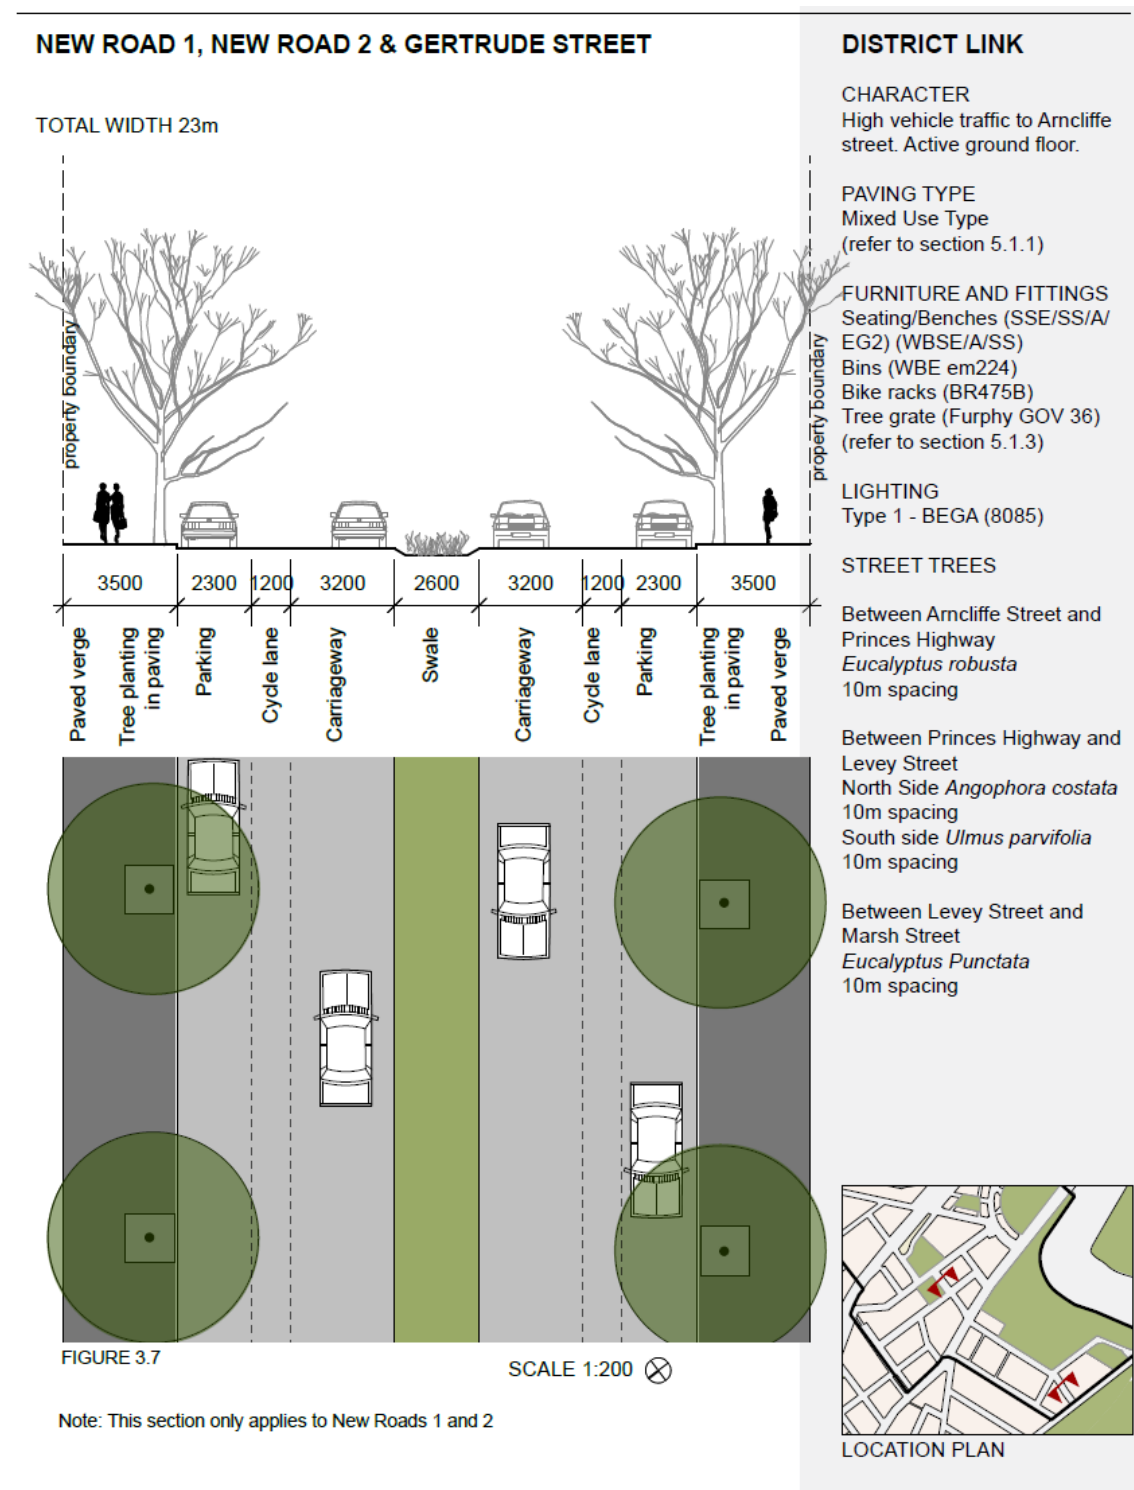 NEW ROAD 1, NEW ROAD 2 & GERTRUDE STREET
TOTAL WIDTH 23m
property boundary
property boundary
3500
2300
1200
3200
2600
3200
1200
2300
3500
Paved verge
Tree planting
in paving
Parking
Cycle lane
Carriageway
Swale
Carriageway
Cycle lane
Parking
Tree planting
in paving
Paved verge
FIGURE 3.7
SCALE 1:200
Note: This section only applies to New Roads 1 and 2
DISTRICT LINK
CHARACTER
High vehicle traffic to Arncliffe
street. Active ground floor.
PAVING TYPE
Mixed Use Type
(refer to section 5.1.1)
FURNITURE AND FITTINGS
Seating/Benches (SSE/SS/A/
EG2) (WBSE/A/SS)
Bins (WBE em224)
Bike racks (BR475B)
Tree grate (Furphy GOV 36)
(refer to section 5.1.3)
LIGHTING
Type 1 - BEGA (8085)
STREET TREES
Between Arncliffe Street and
Princes Highway
Eucalyptus robusta
10m spacing
Between Princes Highway and
Levey Street
North Side Angophora costata
10m spacing
South side Ulmus parvifolia
10m spacing
Between Levey Street and
Marsh Street
Eucalyptus Punctata
10m spacing
LOCATION PLAN